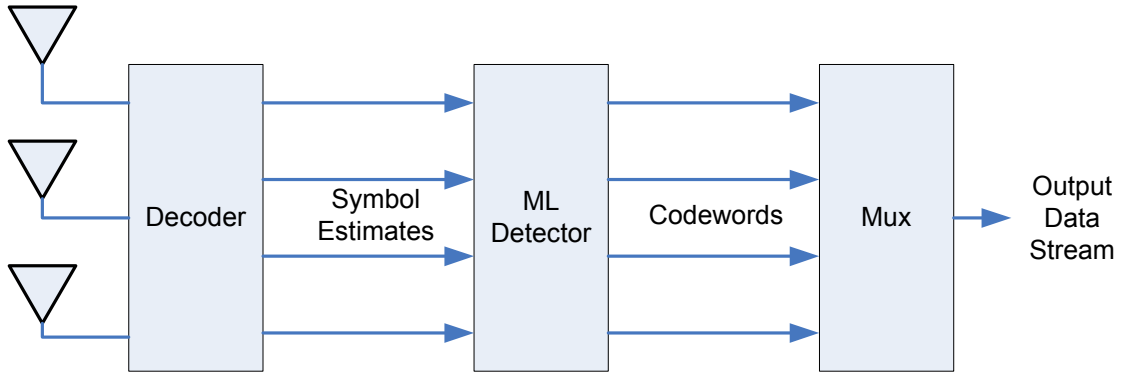 Decoder
Symbol
Estimates
ML
Detector
Codewords
Mux
Output
Data
Stream